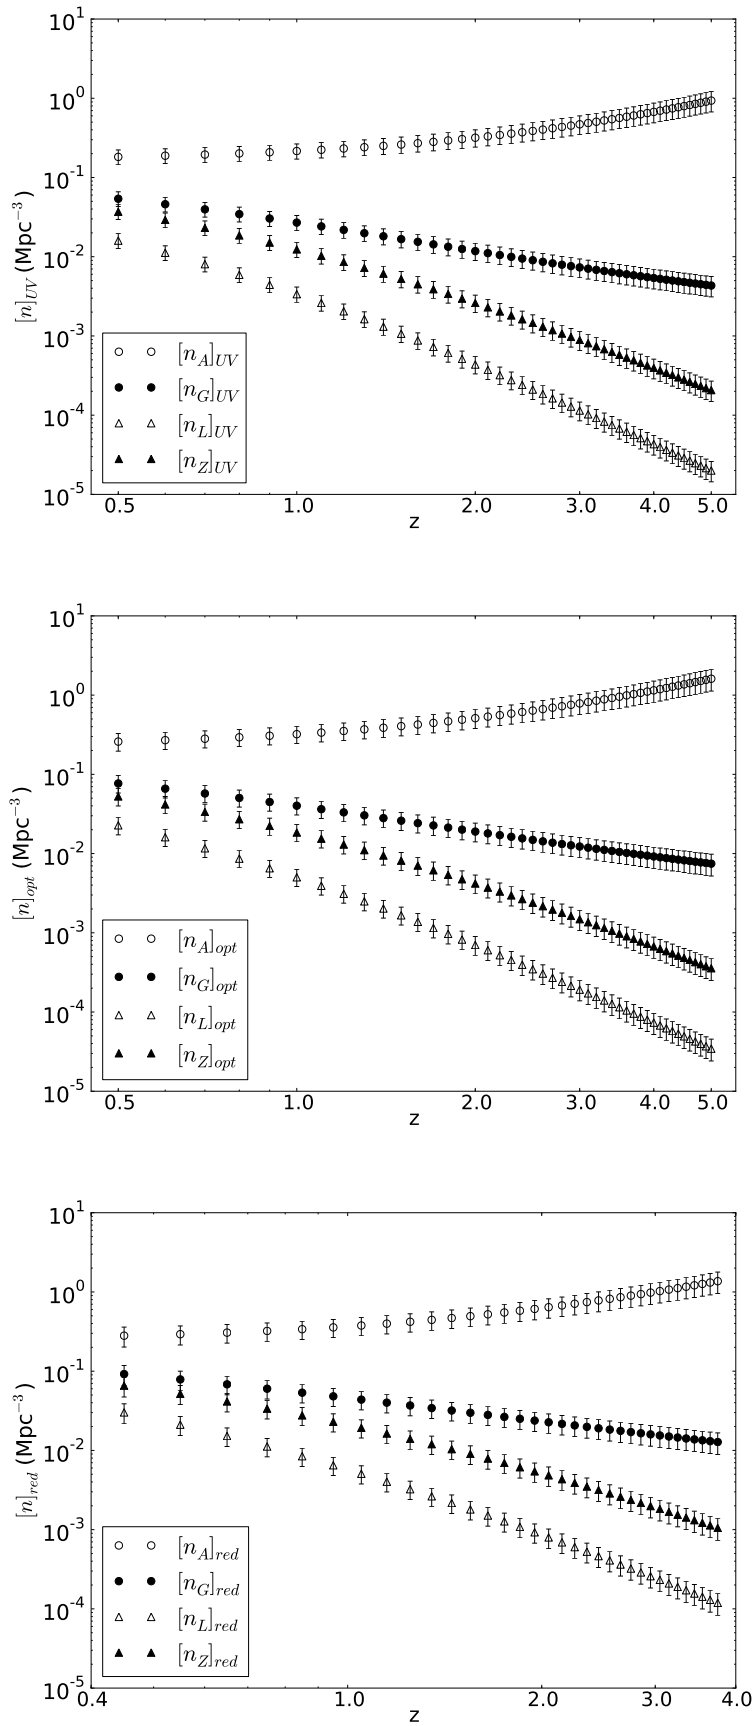 10^1
10^0
10^−1
10^−2
10^−3
10^−4
10^−5
[n]_UV (Mpc^−3)
[n_A]_UV
[n_G]_UV
[n_L]_UV
[n_Z]_UV
0.5 1.0 2.0 3.0 4.0 5.0
z
10^1
10^0
10^−1
10^−2
10^−3
10^−4
10^−5
[n]_opt (Mpc^−3)
[n_A]_opt
[n_G]_opt
[n_L]_opt
[n_Z]_opt
0.5 1.0 2.0 3.0 4.0 5.0
z
10^1
10^0
10^−1
10^−2
10^−3
10^−4
10^−5
[n]_red (Mpc^−3)
[n_A]_red
[n_G]_red
[n_L]_red
[n_Z]_red
0.4 1.0 2.0 3.0 4.0
z